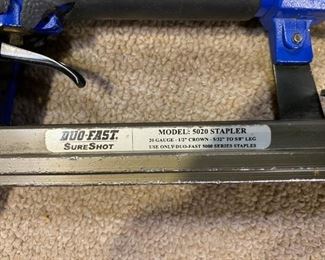 DUO-FAST.
SURESHOT
MODEL: 5020 STAPLER
20 GAUGE - 1/2" CROWN - 5/32" TO 5/8" LEG
USE ONLY DUO-FAST 5000 SERIES STAPLES